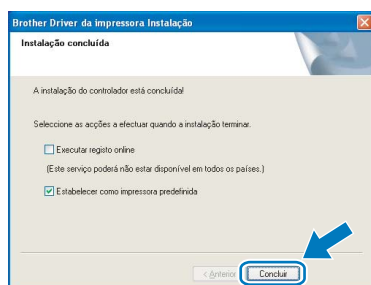 Brother Driver da impressora Instalação
Instalação concluída
A instalação do controlador está concluída!
Seleccione as acções a efectuar quando a instalação terminar.
Executar registo online
(Este serviço poderá não estar disponível em todos os países.)
Estabelecer como impressora predefinida
< Anterior
Concluir